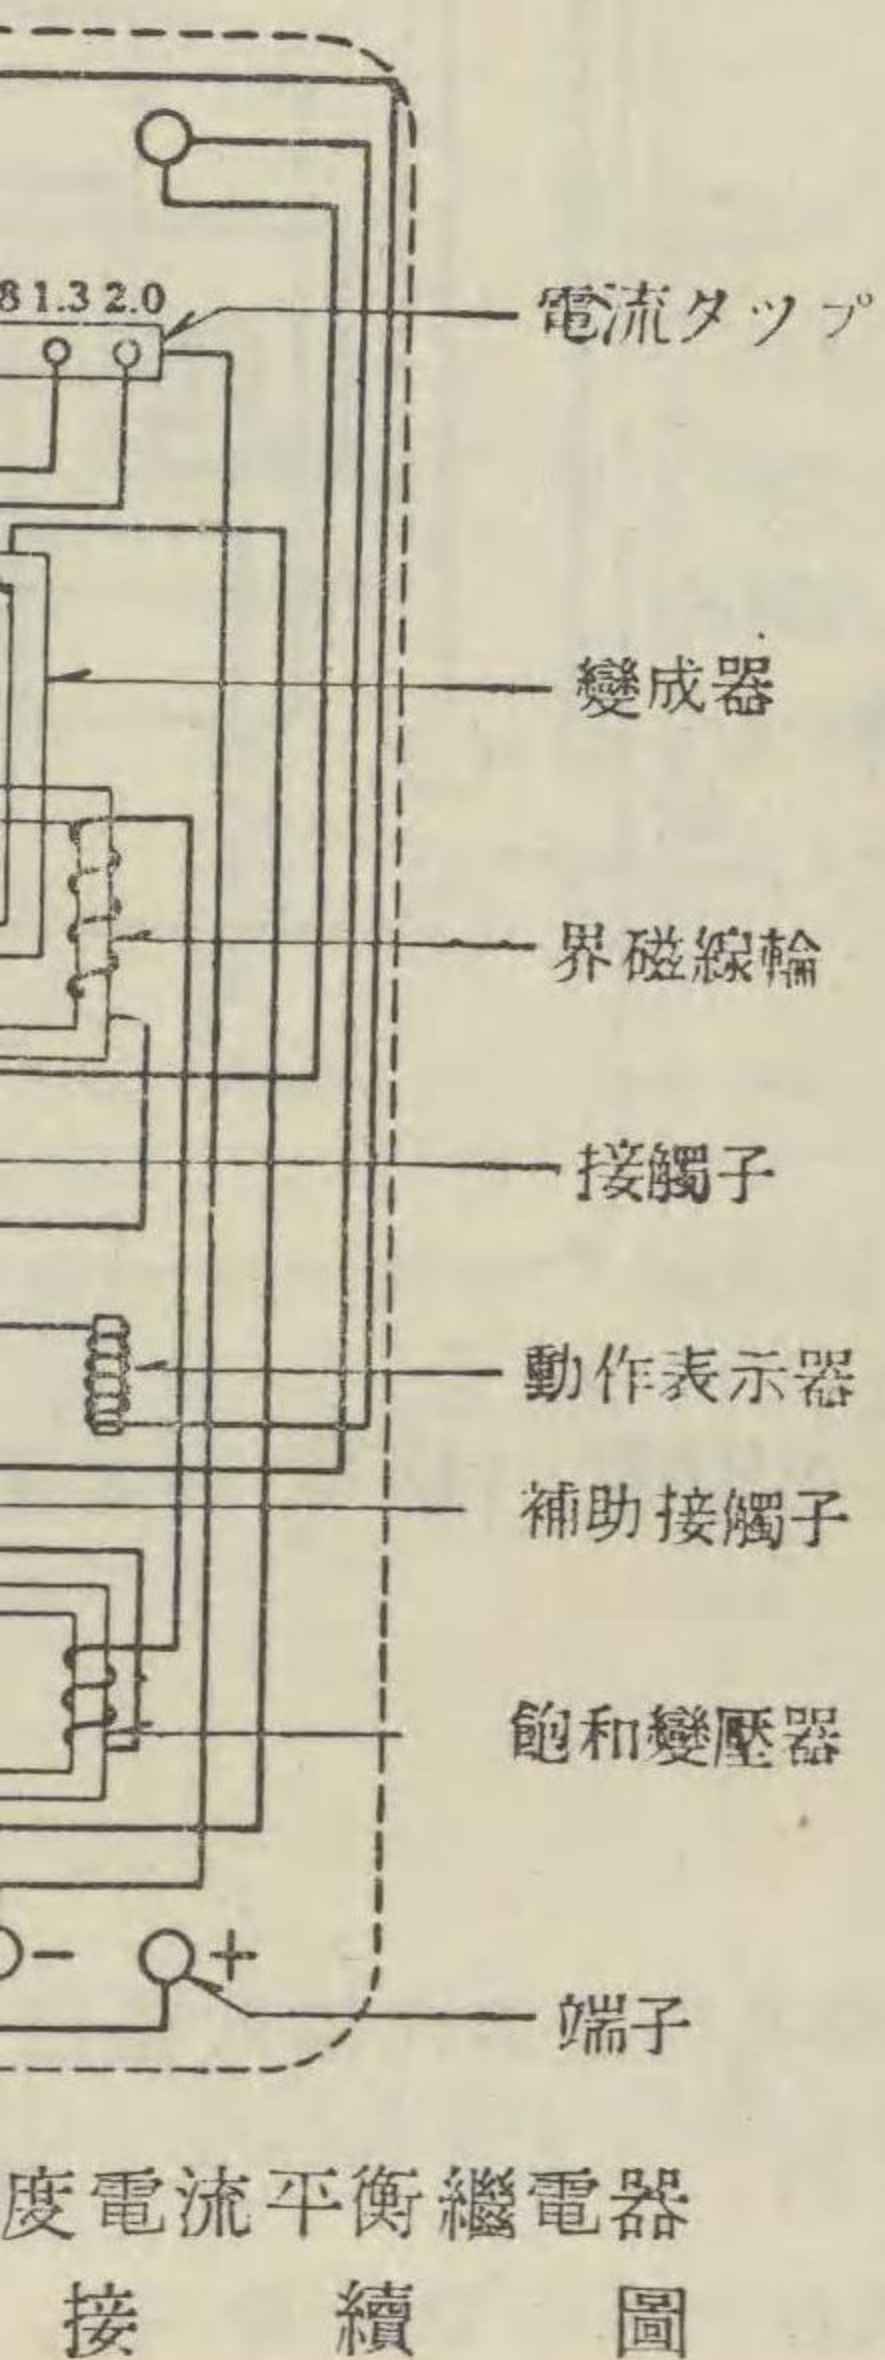 8 1.3 2.0
電流タップ
變成器
界磁線輪
接觸子
動作表示器
補助接觸子
飽和變壓器
- +
端子
度電流平衡繼電器
接續圖